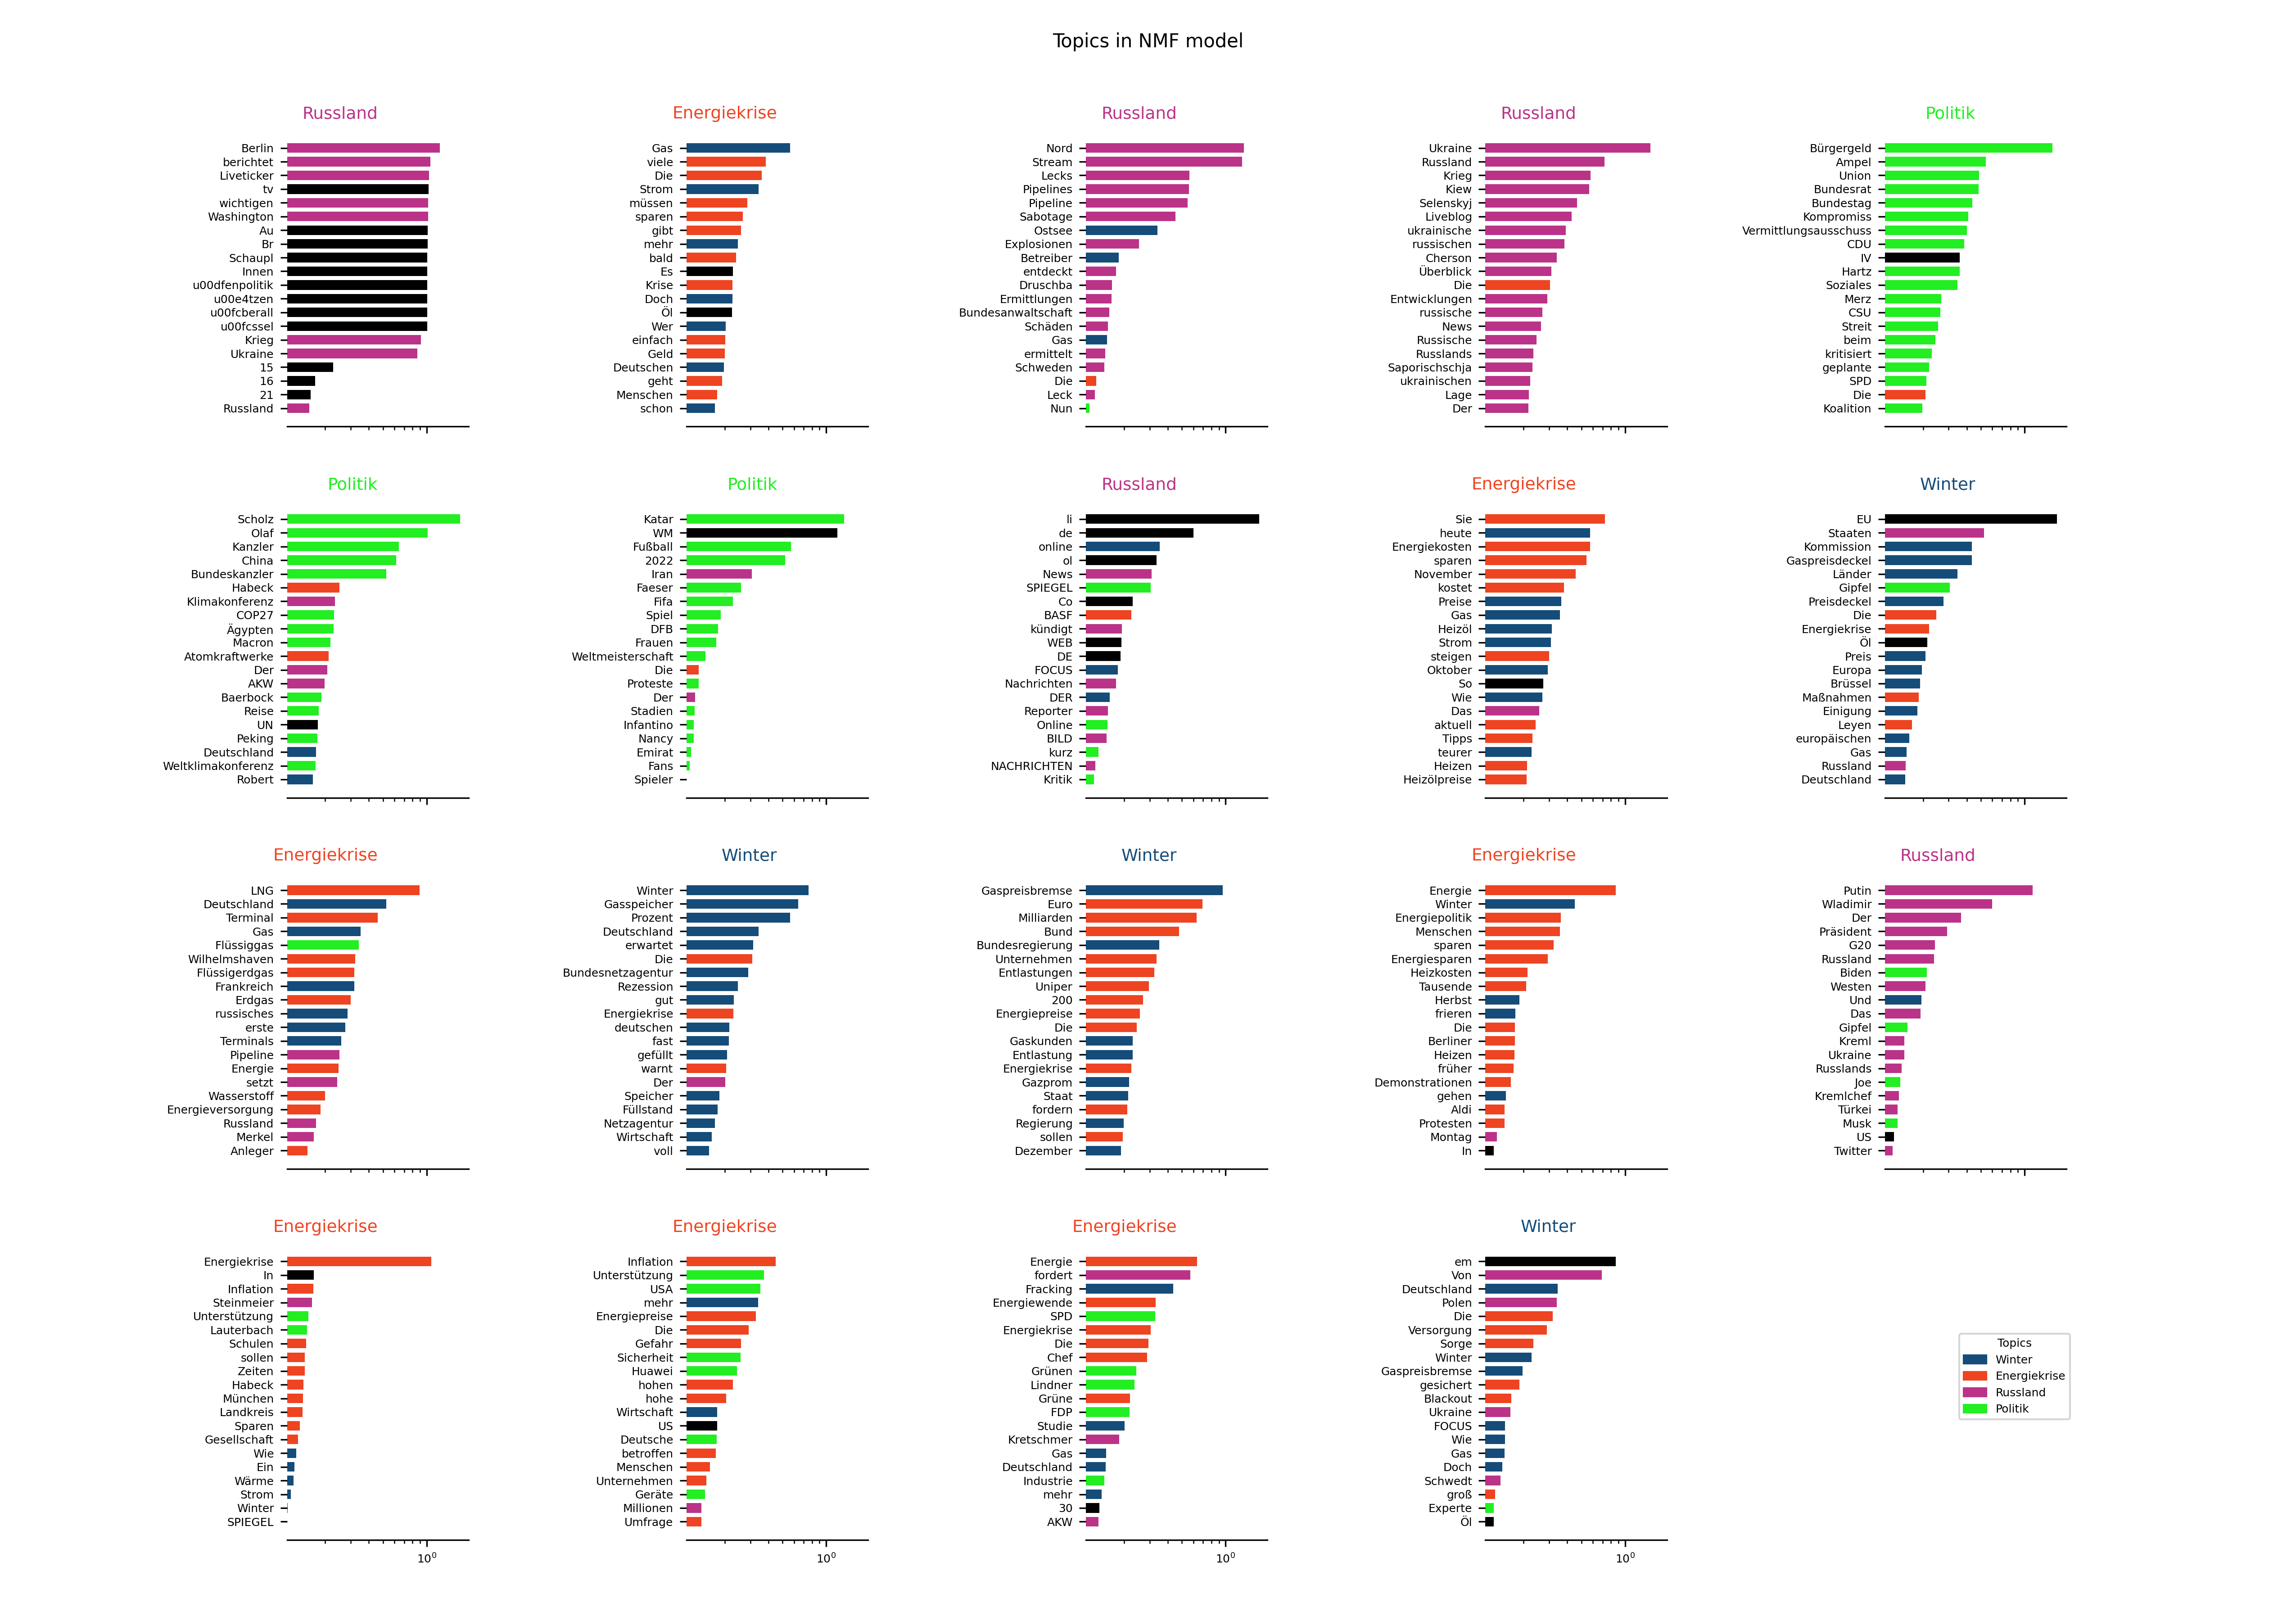 Topics in NMF model
Russland
Berlin
berichtet
Liveticker
tv
wichtigen
Washington
Au
Br
Schaupl
Innen
u00dfenpolitik
u00e4tzen
u00fcberall
u00fcssel
Krieg
Ukraine
15
16
21
Russland
Energiekrise
Gas
viele
Die
Strom
müssen
sparen
gibt
mehr
bald
Es
Krise
Doch
Öl
Wer
einfach
Geld
Deutschen
geht
Menschen
schon
Russland
Nord
Stream
Lecks
Pipelines
Pipeline
Sabotage
Ostsee
Explosionen
Betreiber
entdeckt
Druschba
Ermittlungen
Bundesanwaltschaft
Schäden
Gas
ermittelt
Schweden
Die
Leck
Nun
Russland
Ukraine
Russland
Krieg
Kiew
Selenskyj
Liveblog
ukrainische
russischen
Cherson
Überblick
Die
Entwicklungen
russische
News
Russische
Russlands
Saporischschja
ukrainischen
Lage
Der
Politik
Bürgergeld
Ampel
Union
Bundesrat
Bundestag
Kompromiss
Vermittlungsausschuss
CDU
IV
Hartz
Soziales
Merz
CSU
Streit
beim
kritisiert
geplante
SPD
Die
Koalition
Politik
Scholz
Olaf
Kanzler
China
Bundeskanzler
Habeck
Klimakonferenz
COP27
Ägypten
Macron
Atomkraftwerke
Der
AKW
Baerbock
Reise
UN
Peking
Deutschland
Weltklimakonferenz
Robert
Politik
Katar
WM
Fußball
2022
Iran
Faeser
Fifa
Spiel
DFB
Frauen
Weltmeisterschaft
Die
Proteste
Der
Stadien
Infantino
Nancy
Emirat
Fans
Spieler
Russland
li
de
online
ol
News
SPIEGEL
Co
BASF
kündigt
WEB
DE
FOCUS
Nachrichten
DER
Reporter
Online
BILD
kurz
NACHRICHTEN
Kritik
Energiekrise
Sie
heute
Energiekosten
sparen
November
kostet
Preise
Gas
Heizöl
Strom
steigen
Oktober
So
Wie
Das
aktuell
Tipps
teurer
Heizen
Heizölpreise
Winter
EU
Staaten
Kommission
Gaspreisdeckel
Länder
Gipfel
Preisdeckel
Die
Energiekrise
Öl
Preis
Europa
Brüssel
Maßnahmen
Einigung
Leyen
europäischen
Gas
Russland
Deutschland
Energiekrise
LNG
Deutschland
Terminal
Gas
Flüssiggas
Wilhelmshaven
Flüssigerdgas
Frankreich
Erdgas
russisches
erste
Terminals
Pipeline
Energie
setzt
Wasserstoff
Energieversorgung
Russland
Merkel
Anleger
Winter
Winter
Gasspeicher
Prozent
Deutschland
erwartet
Die
Bundesnetzagentur
Rezession
gut
Energiekrise
deutschen
fast
gefüllt
warnt
Der
Speicher
Füllstand
Netzagentur
Wirtschaft
voll
Winter
Gaspreisbremse
Euro
Milliarden
Bund
Bundesregierung
Unternehmen
Entlastungen
Uniper
200
Energiepreise
Die
Gaskunden
Entlastung
Energiekrise
Gazprom
Staat
fordern
Regierung
sollen
Dezember
Energiekrise
Energie
Winter
Energiepolitik
Menschen
sparen
Energiesparen
Heizkosten
Tausende
Herbst
frieren
Die
Berliner
Heizen
früher
Demonstrationen
gehen
Aldi
Protesten
Montag
In
Russland
Putin
Wladimir
Der
Präsident
G20
Russland
Biden
Westen
Und
Das
Gipfel
Kreml
Ukraine
Russlands
Joe
Kremlchef
Türkei
Musk
US
Twitter
Energiekrise
Energiekrise
In
Inflation
Steinmeier
Unterstützung
Lauterbach
Schulen
sollen
Zeiten
Habeck
München
Landkreis
Sparen
Gesellschaft
Wie
Ein
Wärme
Strom
Winter
SPIEGEL
10⁰
Energiekrise
Inflation
Unterstützung
USA
mehr
Energiepreise
Die
Gefahr
Sicherheit
Huawei
hohen
hohe
Wirtschaft
US
Deutsche
betroffen
Menschen
Unternehmen
Geräte
Millionen
Umfrage
10⁰
Energiekrise
Energie
fordert
Fracking
Energiewende
SPD
Energiekrise
Die
Chef
Grünen
Lindner
Grüne
FDP
Studie
Kretschmer
Gas
Deutschland
Industrie
mehr
30
AKW
10⁰
Winter
em
Von
Deutschland
Polen
Die
Versorgung
Sorge
Winter
Gaspreisbremse
gesichert
Blackout
Ukraine
FOCUS
Wie
Gas
Doch
Schwedt
groß
Experte
Öl
10⁰
Topics
Winter
Energiekrise
Russland
Politik